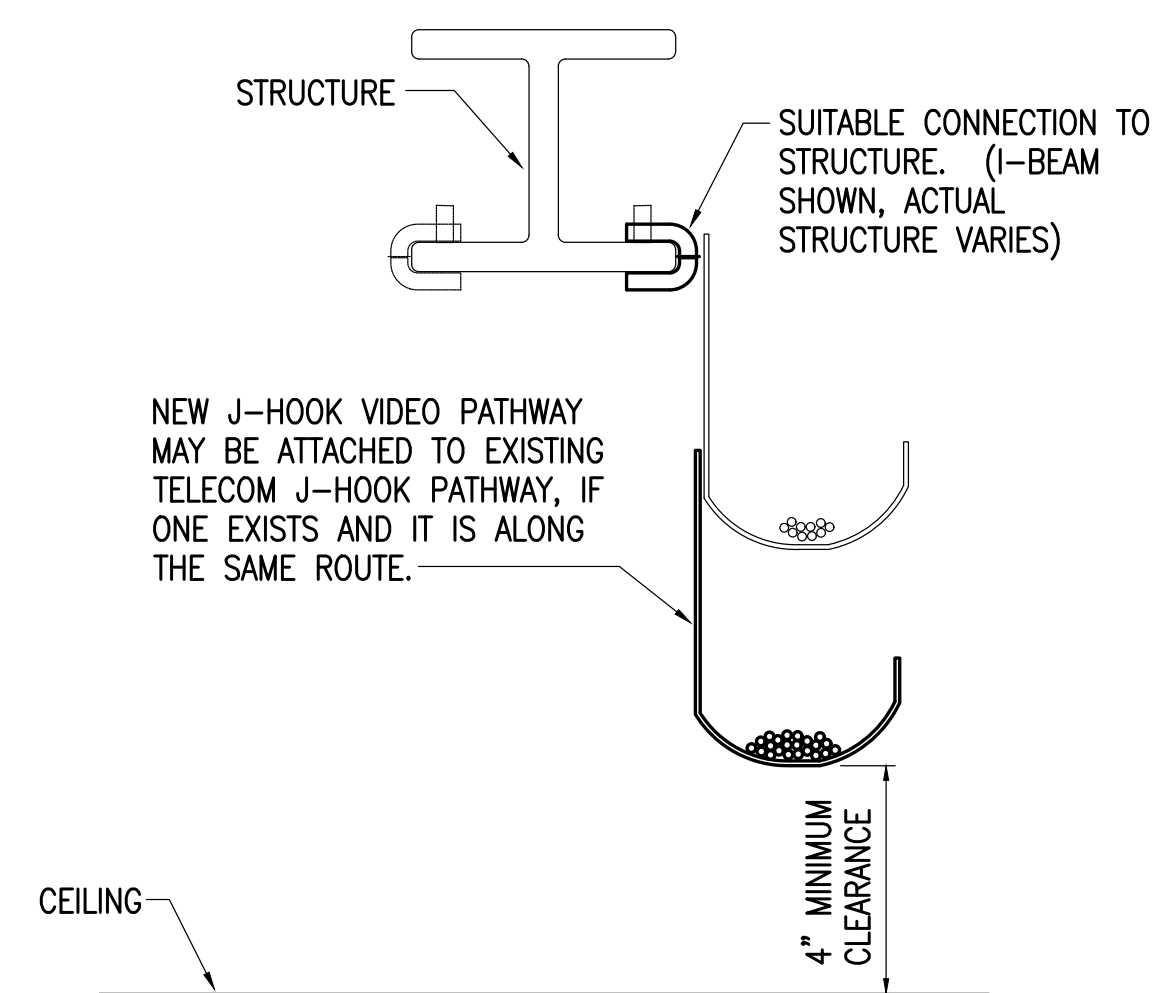 STRUCTURE
SUITABLE CONNECTION TO
STRUCTURE. (I-BEAM
SHOWN, ACTUAL
STRUCTURE VARIES)
NEW J-HOOK VIDEO PATHWAY
MAY BE ATTACHED TO EXISTING
TELECOM J-HOOK PATHWAY, IF
ONE EXISTS AND IT IS ALONG
THE SAME ROUTE.
4" MINIMUM
CLEARANCE
CEILING